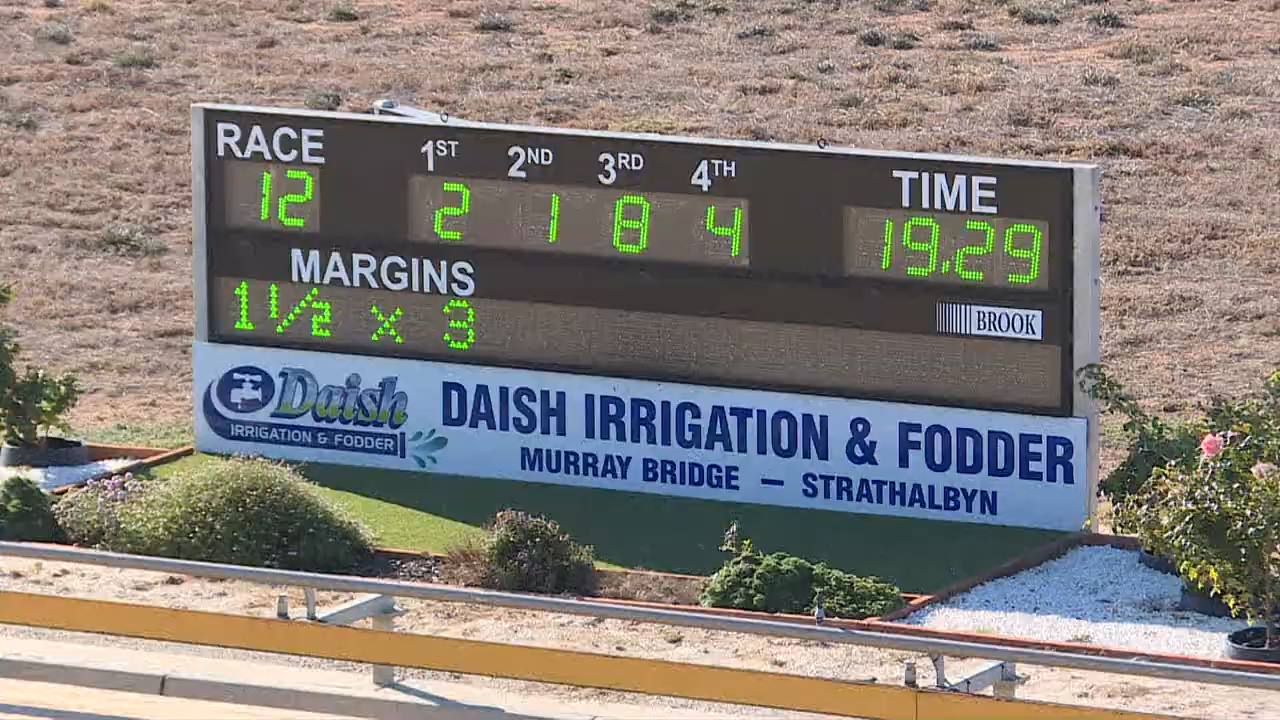 RACE 1ST 2ND 3RD 4TH TIME
12 2 1 8 4 19.29
MARGINS
1½ x 3
BROOK
Daish
IRRIGATION & FODDER
DAISH IRRIGATION & FODDER
MURRAY BRIDGE — STRATHALBYN